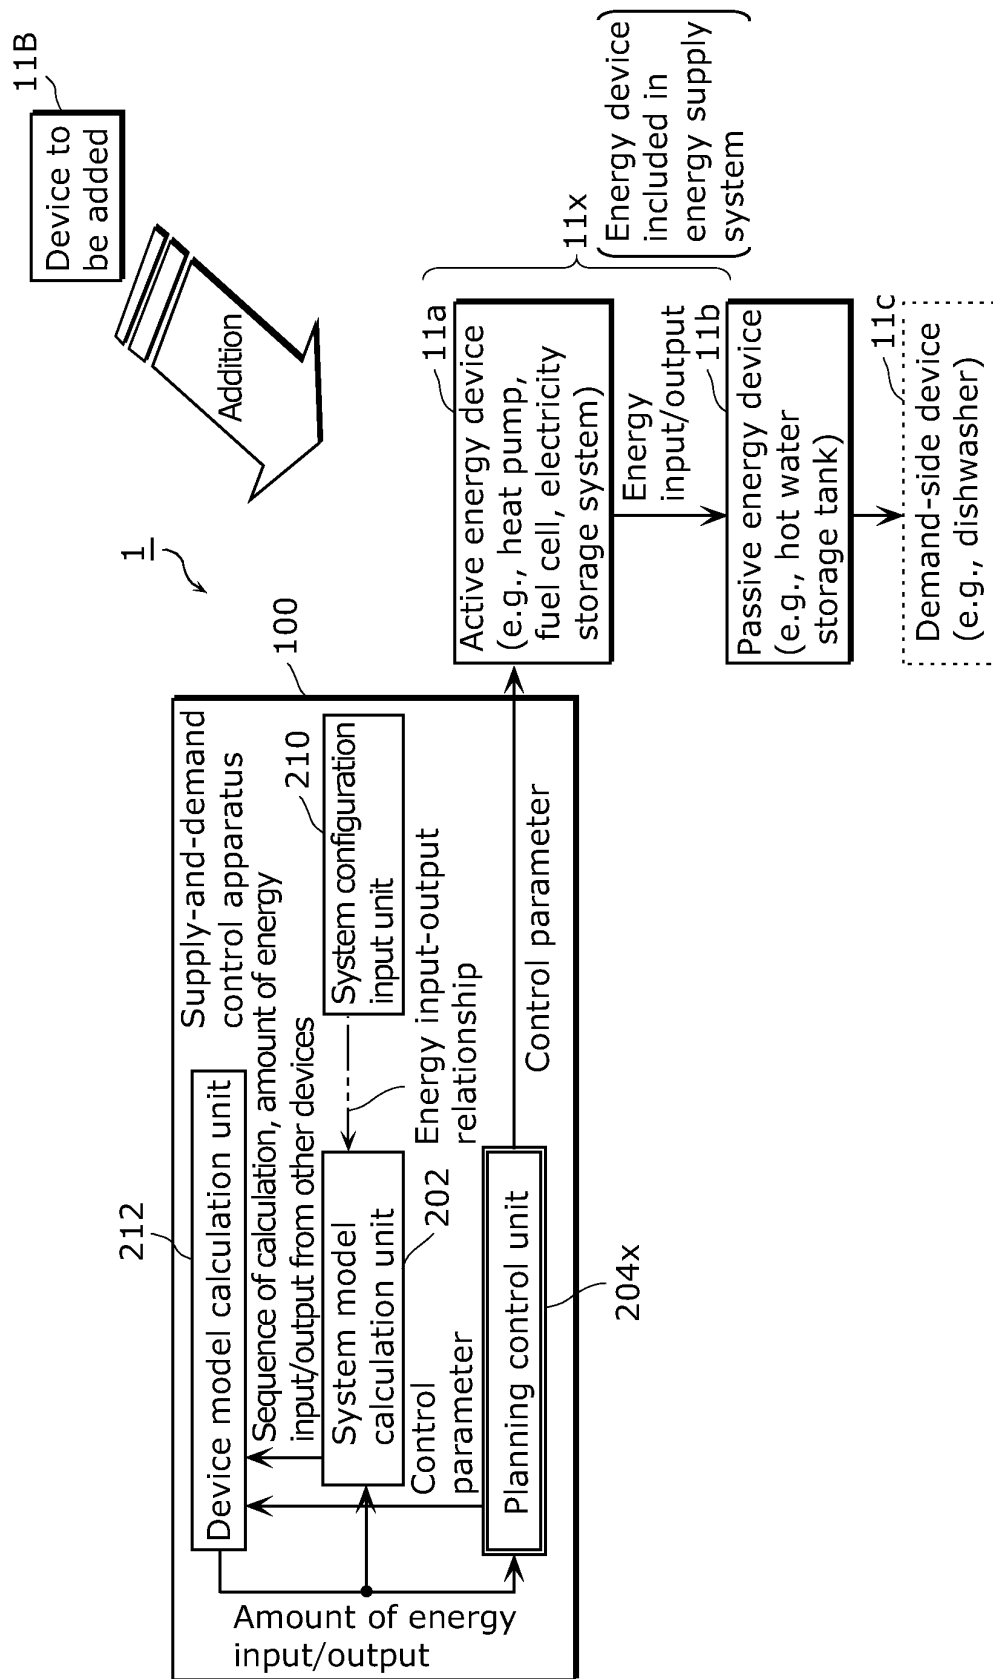 1
11B
Device to
be added
Addition
100
Supply-and-demand
control apparatus
212
Device model calculation unit
Sequence of calculation, amount of energy
input/output from other devices
210
System configuration
input unit
System model
calculation unit
202
Energy input-output
relationship
Control
parameter
Planning control unit
204x
Amount of energy
input/output
Control parameter
11a
Active energy device
(e.g., heat pump,
fuel cell, electricity
storage system)
Energy
input/output
11b
Passive energy device
(e.g., hot water
storage tank)
11c
Demand-side device
(e.g., dishwasher)
11x
Energy device
included in
energy supply
system